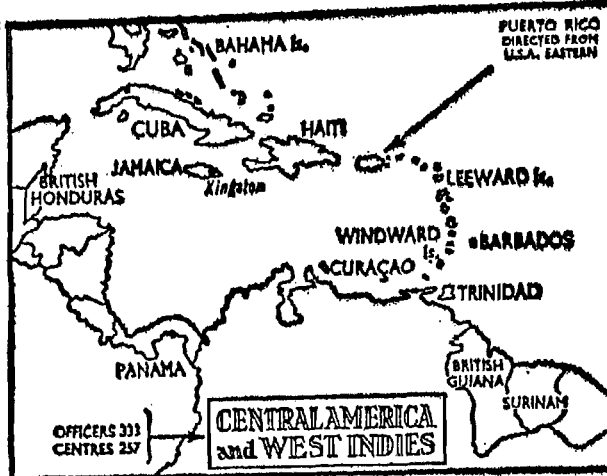 PUERTO RICO
DIRECTED FROM
U.S.A. EASTERN
BAHAMA Is.
CUBA
HAITI
JAMAICA
Kingston
BRITISH
HONDURAS
LEEWARD Is.
WINDWARD
Is.
BARBADOS
CURAÇAO
TRINIDAD
PANAMA
BRITISH
GUIANA
SURINAM
OFFICERS 333
CENTRES 257
CENTRAL AMERICA
and WEST INDIES